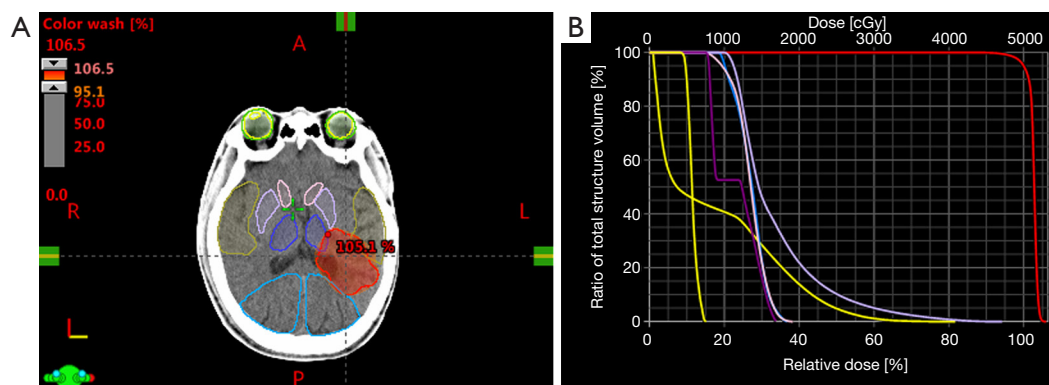 A
Color wash [%]
106.5
106.5
95.1
75.0
50.0
25.0
0.0
A
R
L
105.1 %
L
P
B
Dose [cGy]
0 1000 2000 3000 4000 5000
Ratio of total structure volume [%]
100
80
60
40
20
0
0 20 40 60 80 100
Relative dose [%]